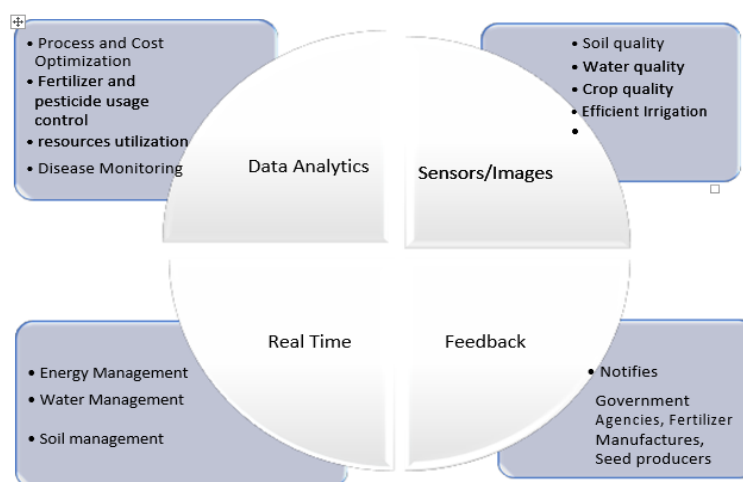 • Process and Cost
Optimization
• Fertilizer and
pesticide usage
control
• resources utilization
• Disease Monitoring
Data Analytics
• Soil quality
• Water quality
• Crop quality
• Efficient Irrigation
•
Sensors/Images
Real Time
• Energy Management
• Water Management
• Soil management
Feedback
• Notifies
Government
Agencies, Fertilizer
Manufactures,
Seed producers